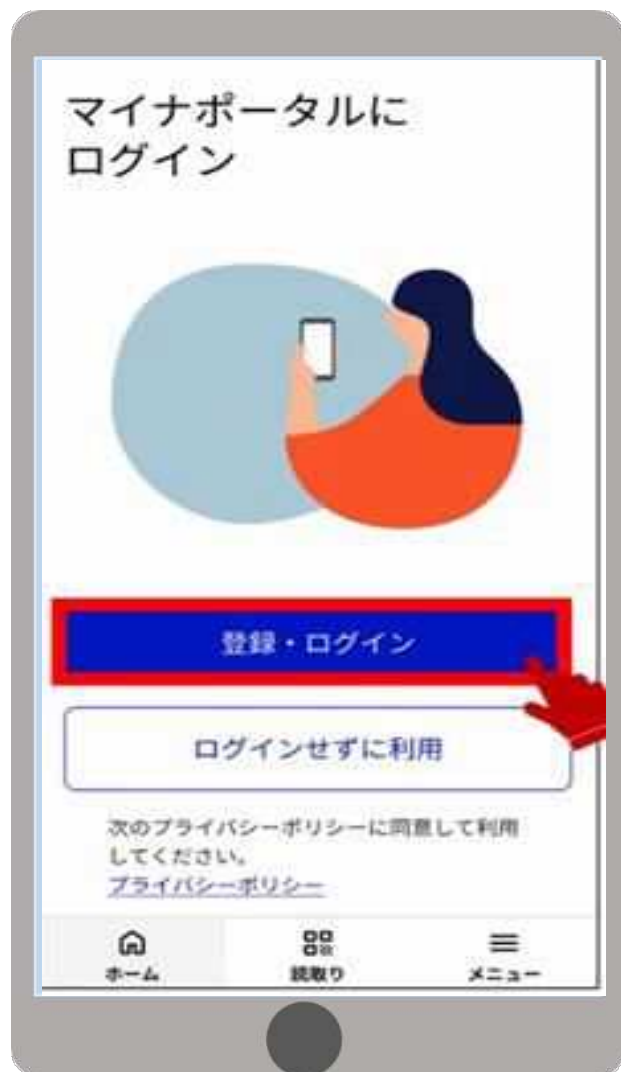 マイナポータルに
ログイン
登録・ログイン
ログインせずに利用
次のプライバシーポリシーに同意して利用
してください。
プライバシーポリシー
ホーム
読取り
メニュー